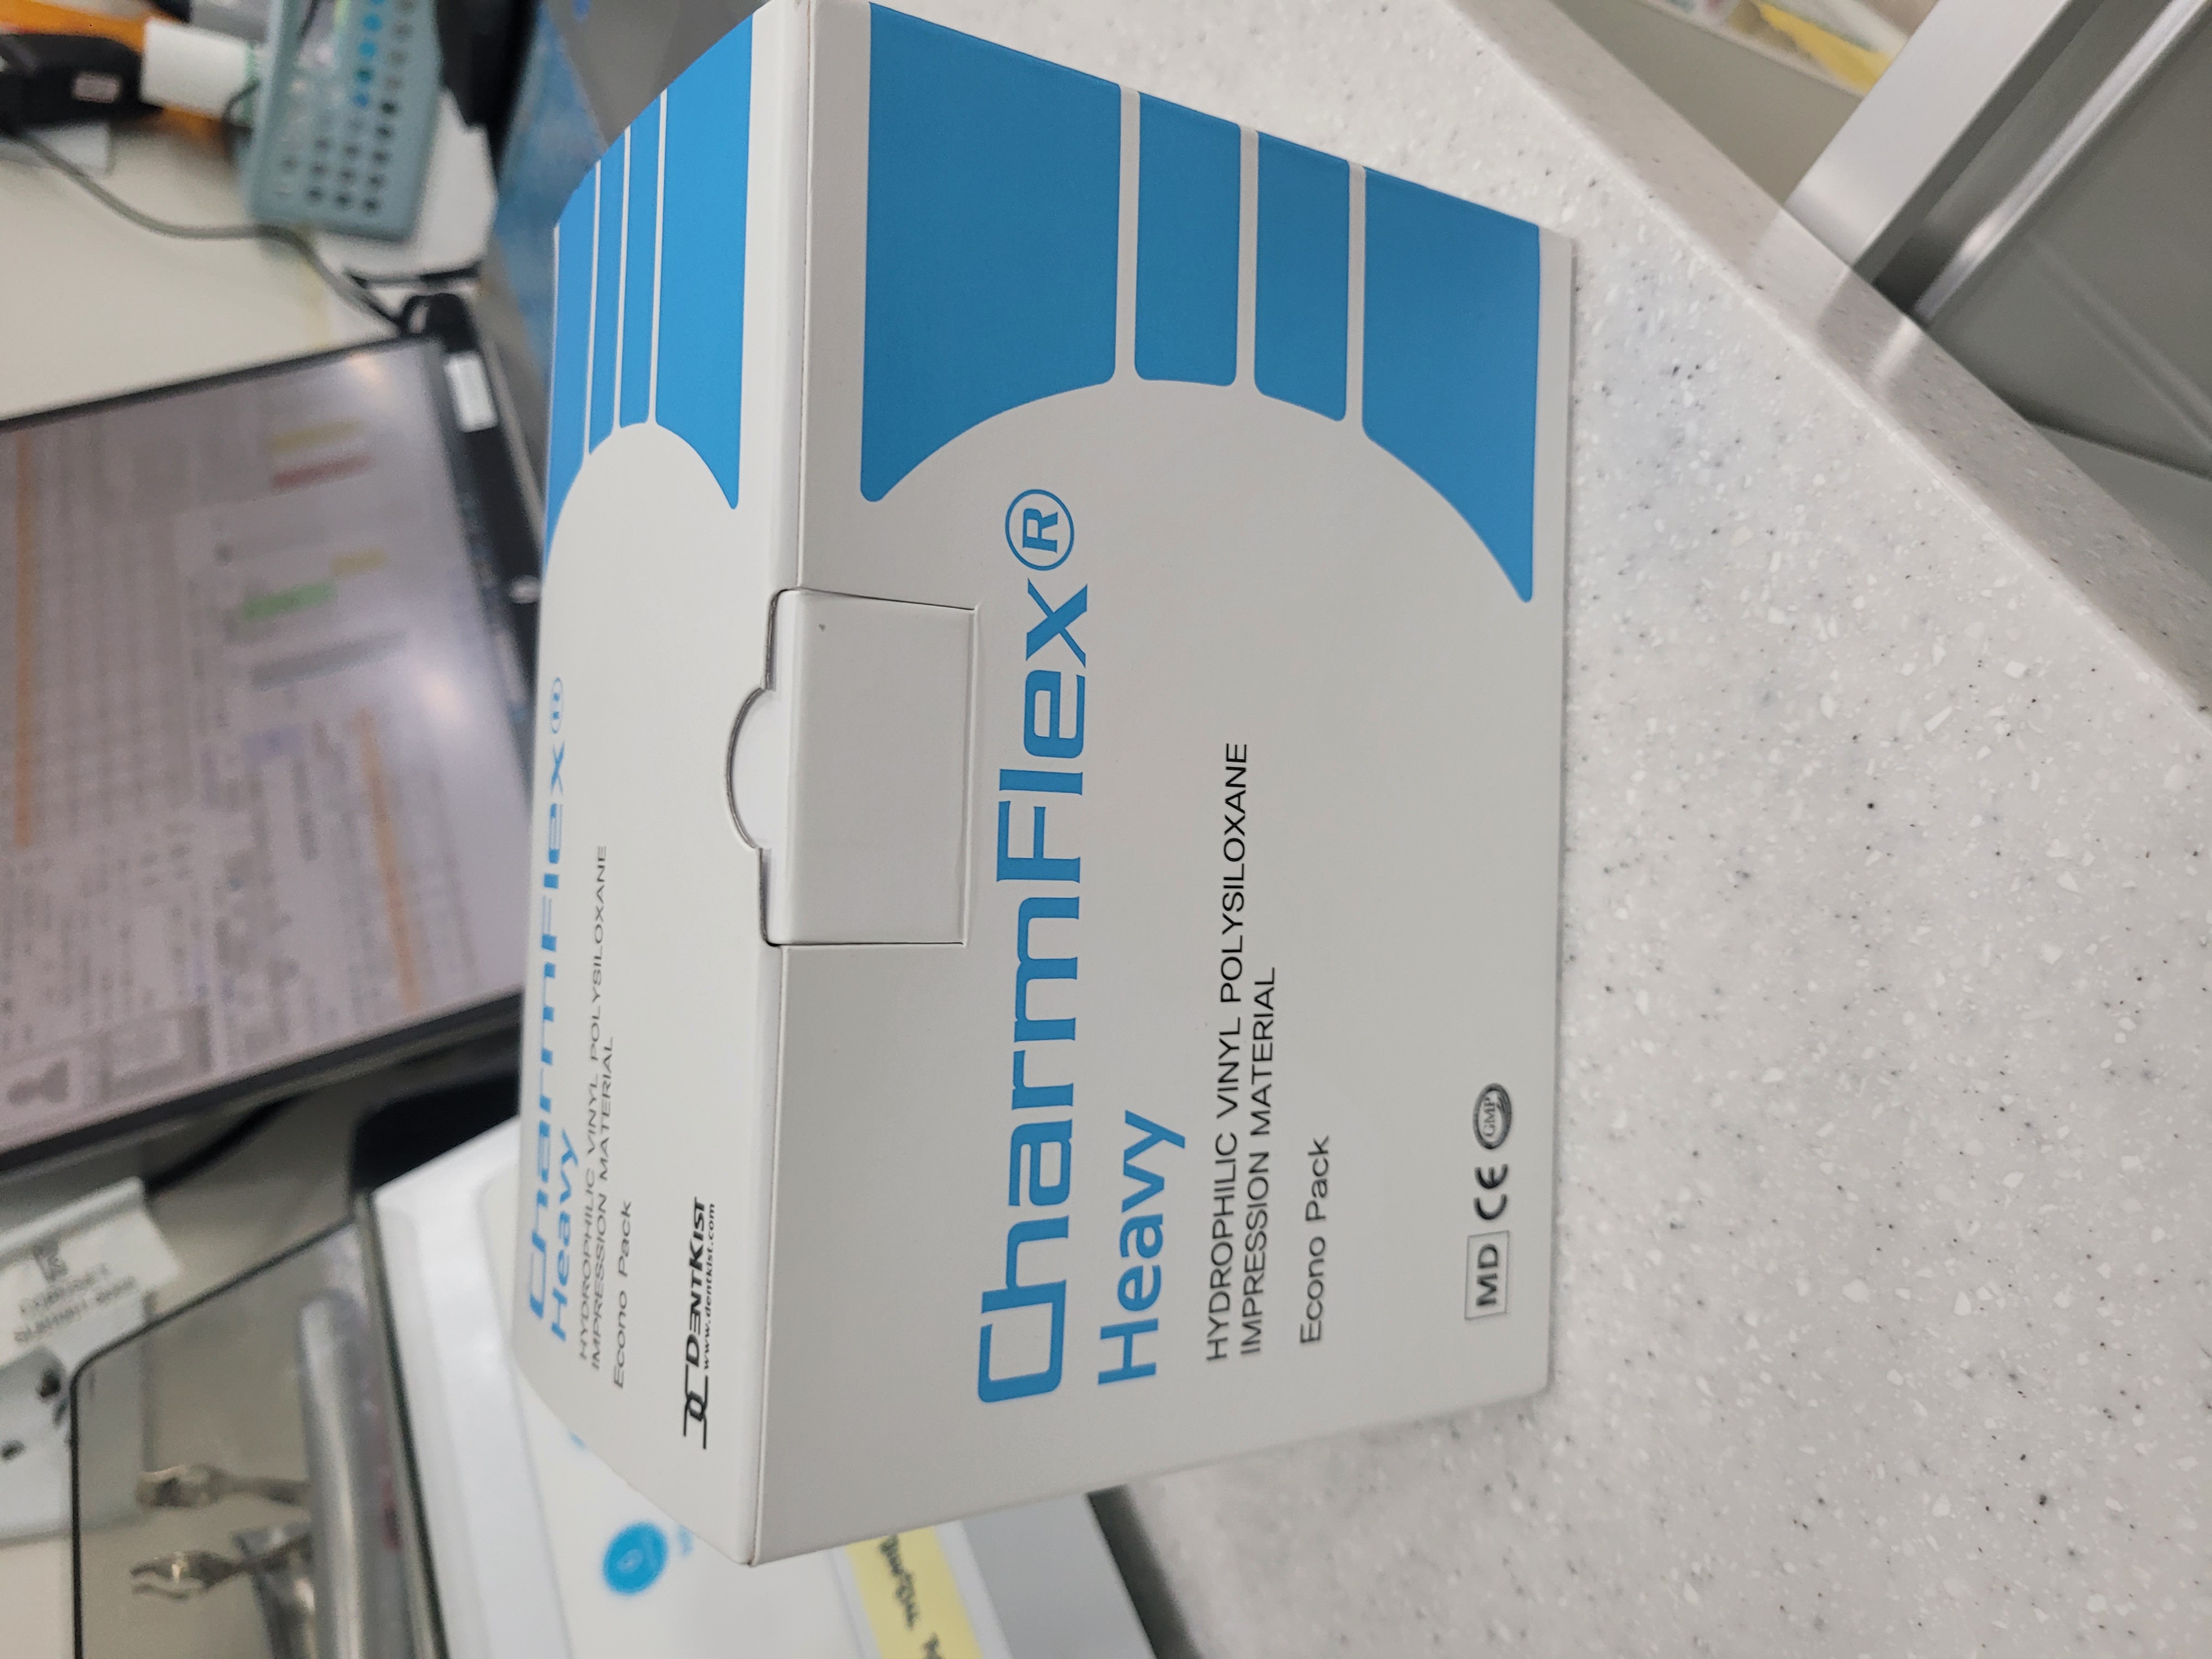 CharmFlex®
Heavy
HYDROPHILIC VINYL POLYSILOXANE
IMPRESSION MATERIAL
Econo Pack
DENTKIST
www.dentkist.com
CharmFlex®
Heavy
HYDROPHILIC VINYL POLYSILOXANE
IMPRESSION MATERIAL
Econo Pack
MD CE GMP